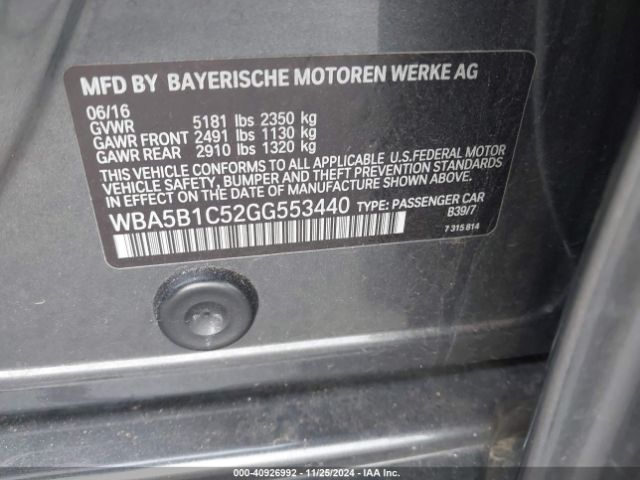 MFD BY BAYERISCHE MOTOREN WERKE AG
06/16
GVWR 5181 lbs 2350 kg
GAWR FRONT 2491 lbs 1130 kg
GAWR REAR 2910 lbs 1320 kg
THIS VEHICLE CONFORMS TO ALL APPLICABLE U.S.FEDERAL MOTOR
VEHICLE SAFETY, BUMPER AND THEFT PREVENTION STANDARDS
IN EFFECT ON THE DATE OF MANUFACTURE SHOWN ABOVE.
WBA5B1C52GG553440 TYPE: PASSENGER CAR
B39/7
7 315 814
000-40926992 - 11/25/2024 - IAA Inc.